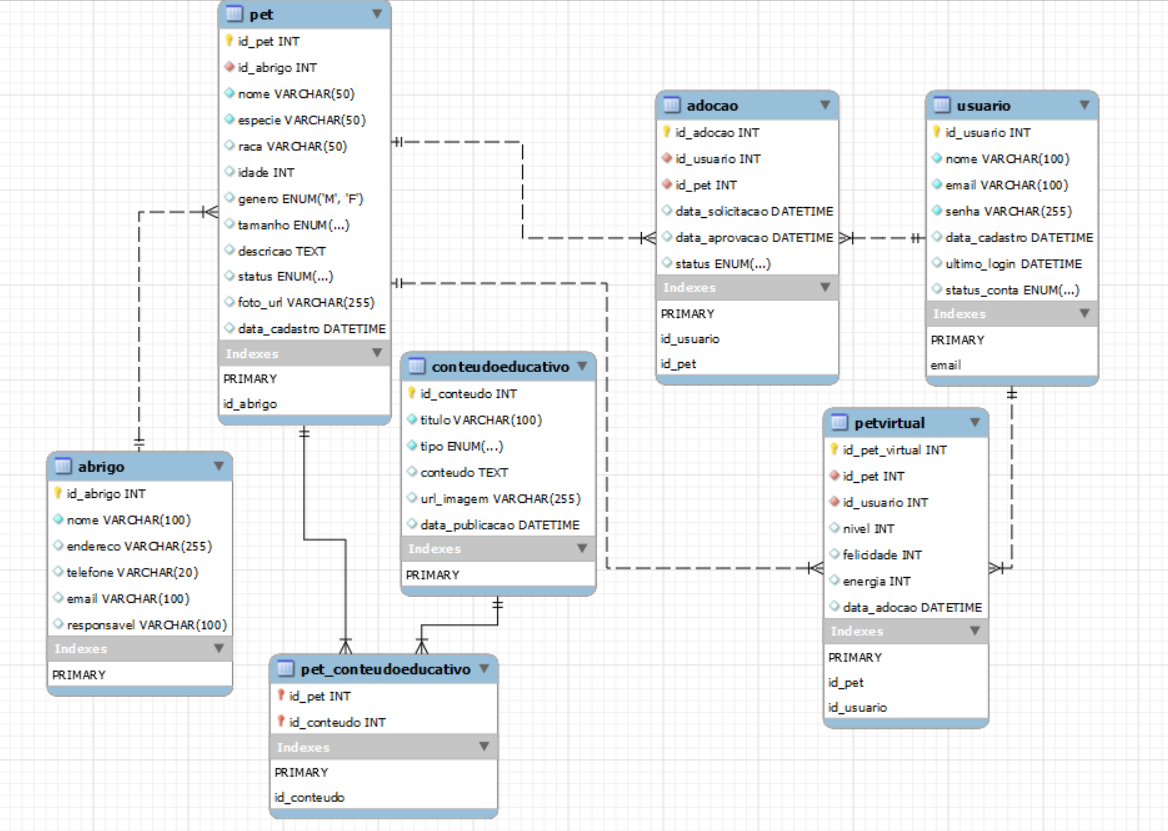 pet
id_pet INT
id_abrigo INT
nome VARCHAR(50)
especie VARCHAR(50)
raca VARCHAR(50)
idade INT
genero ENUM('M', 'F')
tamanho ENUM(...)
descricao TEXT
status ENUM(...)
foto_url VARCHAR(255)
data_cadastro DATETIME
Indexes
PRIMARY
id_abrigo
adocao
id_adocao INT
id_usuario INT
id_pet INT
data_solicitacao DATETIME
data_aprovacao DATETIME
status ENUM(...)
Indexes
PRIMARY
id_usuario
id_pet
usuario
id_usuario INT
nome VARCHAR(100)
email VARCHAR(100)
senha VARCHAR(255)
data_cadastro DATETIME
ultimo_login DATETIME
status_conta ENUM(...)
Indexes
PRIMARY
email
conteudoeducativo
id_conteudo INT
titulo VARCHAR(100)
tipo ENUM(...)
conteudo TEXT
url_imagem VARCHAR(255)
data_publicacao DATETIME
Indexes
PRIMARY
petvirtual
id_pet_virtual INT
id_pet INT
id_usuario INT
nivel INT
felicidade INT
energia INT
data_adocao DATETIME
Indexes
PRIMARY
id_pet
id_usuario
abrigo
id_abrigo INT
nome VARCHAR(100)
endereco VARCHAR(255)
telefone VARCHAR(20)
email VARCHAR(100)
responsavel VARCHAR(100)
Indexes
PRIMARY
pet_conteudoeducativo
id_pet INT
id_conteudo INT
Indexes
PRIMARY
id_conteudo